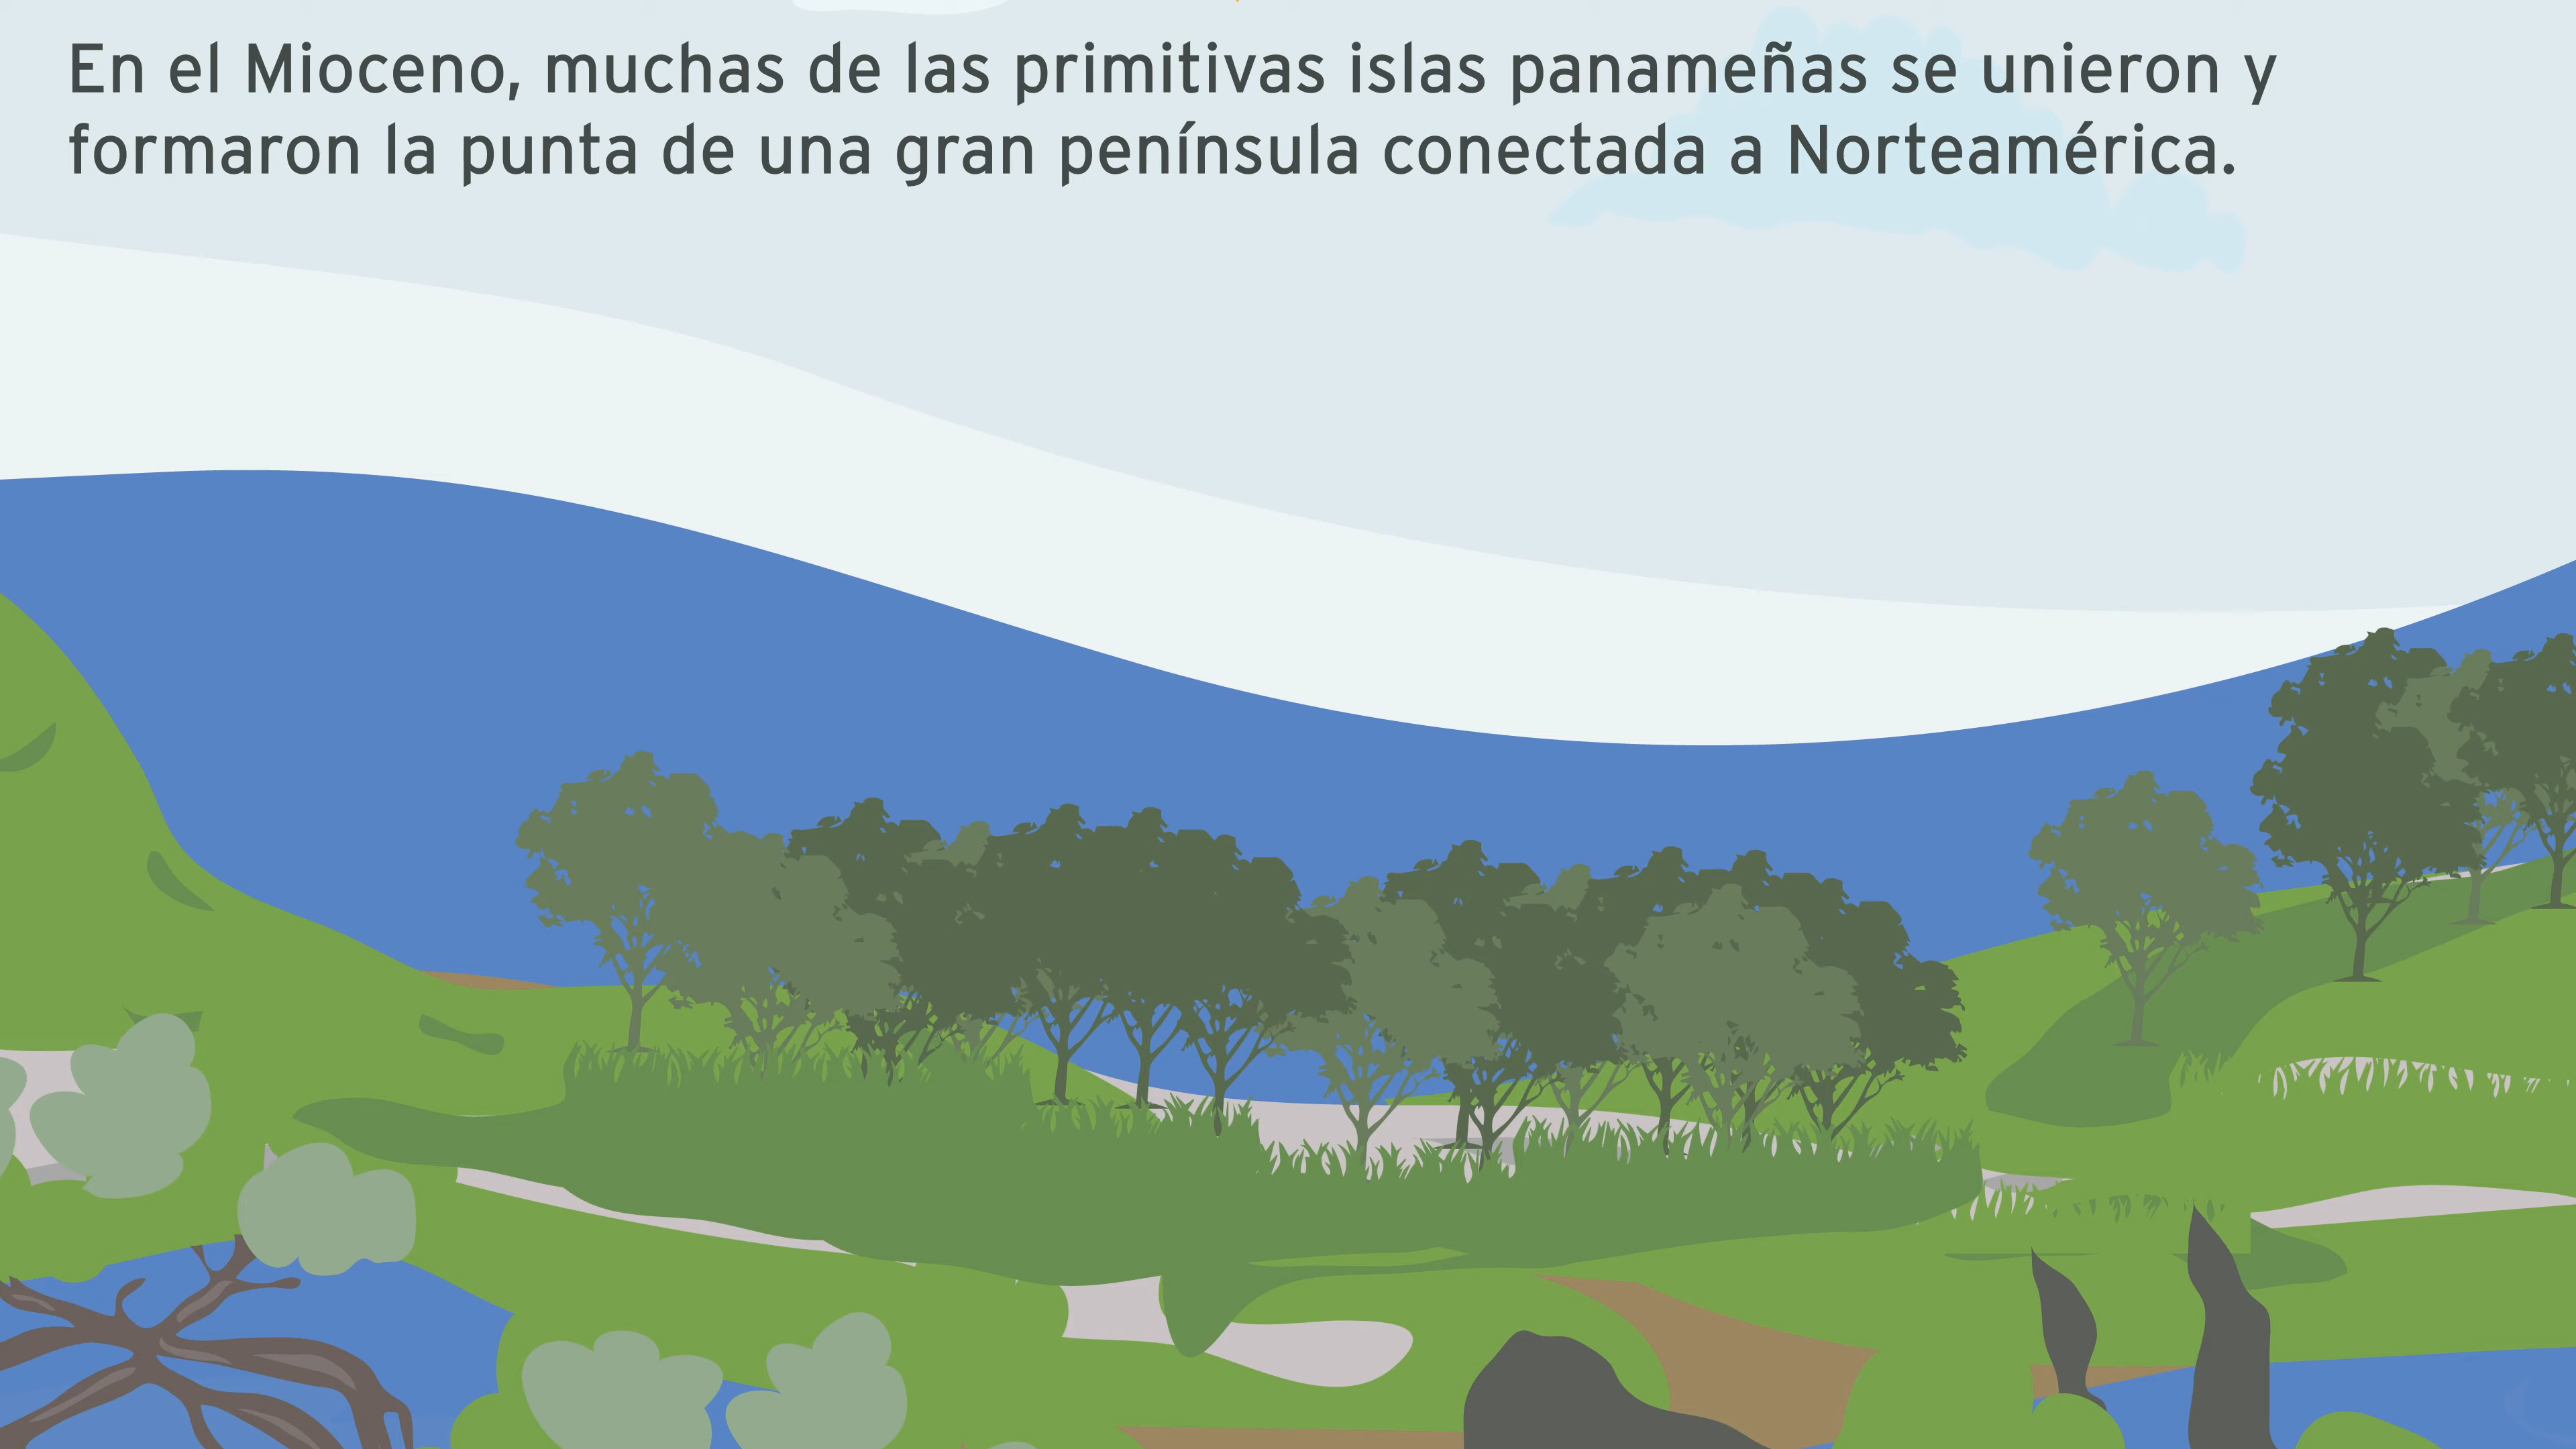 En el Mioceno, muchas de las primitivas islas panameñas se unieron y
formaron la punta de una gran península conectada a Norteamérica.